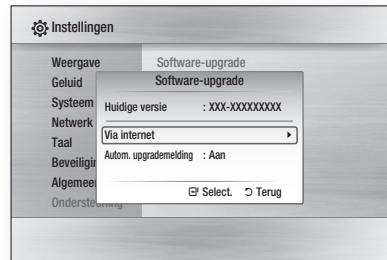 Instellingen
Weergave
Software-upgrade
Geluid
Systeem
Netwerk
Taal
Software-upgrade
Huidige versie : XXX-XXXXXXXXX
Via internet
Autom. upgrademelding : Aan
Select. Terug